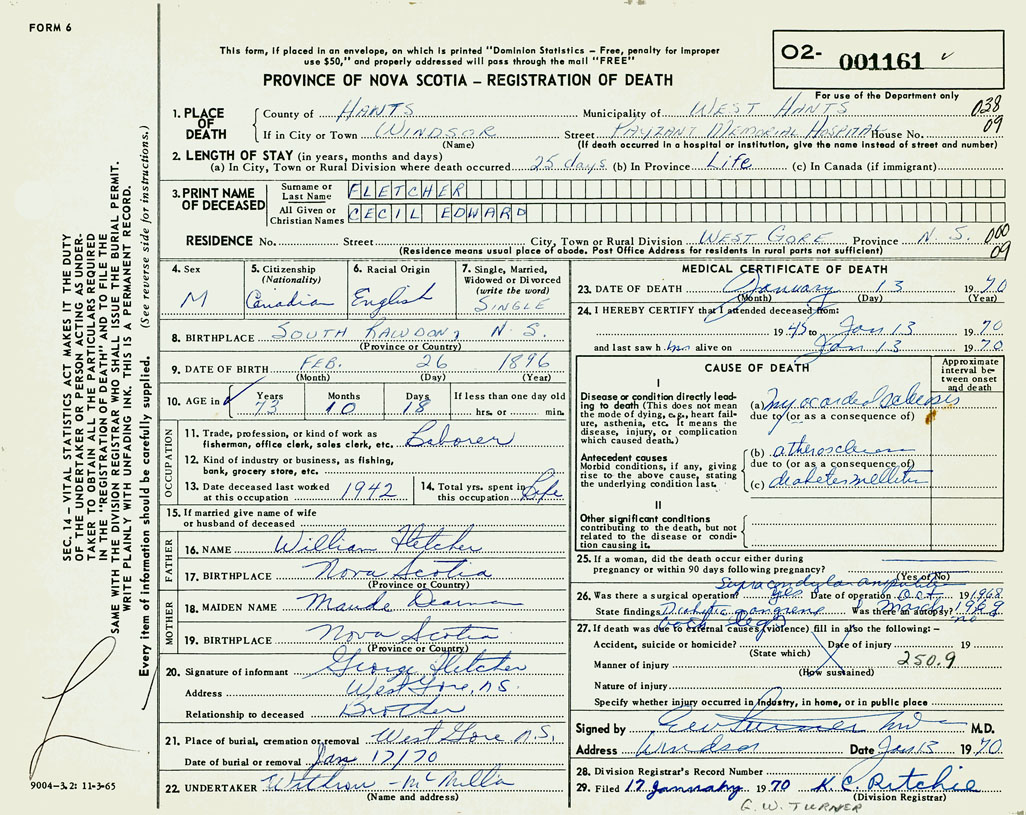 FORM 6
This form, if placed in an envelope, on which is printed "Dominion Statistics – Free, penalty for improper
use $50," and properly addressed will pass through the mail "FREE"
PROVINCE OF NOVA SCOTIA – REGISTRATION OF DEATH
O2- 001161
For use of the Department only
038
09
1. PLACE OF DEATH
County of HANTS Municipality of WEST HANTS
If in City or Town WINDSOR Street PAYZANT MEMORIAL HOSPITAL House No.
(Name) (If death occurred in a hospital or institution, give the name instead of street and number)
2. LENGTH OF STAY (in years, months and days)
(a) In City, Town or Rural Division where death occurred 25 days (b) In Province Life (c) In Canada (if immigrant)
3. PRINT NAME OF DECEASED
Surname or Last Name FLETCHER
All Given or Christian Names CECIL EDWARD
RESIDENCE No. Street City, Town or Rural Division WEST GORE Province N.S. 000
09
(Residence means usual place of abode. Post Office Address for residents in rural parts not sufficient)
4. Sex M
5. Citizenship (Nationality) Canadian
6. Racial Origin English
7. Single, Married, Widowed or Divorced (write the word) SINGLE
8. BIRTHPLACE SOUTH RAWDON, N.S.
(Province or Country)
9. DATE OF BIRTH FEB. 26 1896
(Month) (Day) (Year)
10. AGE in Years Months Days If less than one day old
73 10 18 hrs. or min.
OCCUPATION
11. Trade, profession, or kind of work as fisherman, office clerk, sales clerk, etc. Laborer
12. Kind of industry or business, as fishing, bank, grocery store, etc.
13. Date deceased last worked at this occupation 1942
14. Total yrs. spent in this occupation Life
15. If married give name of wife or husband of deceased
FATHER
16. NAME William Fletcher
17. BIRTHPLACE Nova Scotia
(Province or Country)
MOTHER
18. MAIDEN NAME Maude Dearman
19. BIRTHPLACE Nova Scotia
(Province or Country)
20. Signature of informant George Fletcher
Address West Gore, N.S.
Relationship to deceased Brother
21. Place of burial, cremation or removal West Gore N.S.
Date of burial or removal Jan 17/70
22. UNDERTAKER Withrow - McMillan
(Name and address)
MEDICAL CERTIFICATE OF DEATH
23. DATE OF DEATH January 13 1970
(Month) (Day) (Year)
24. I HEREBY CERTIFY that I attended deceased from:
1945 to Jan 13 1970
and last saw him alive on Jan 13 1970
CAUSE OF DEATH
Approximate interval between onset and death
I
Disease or condition directly leading to death (This does not mean the mode of dying, e.g., heart failure, asthenia, etc. It means the disease, injury, or complication which caused death.)
(a) myocardial sclerosis
due to (or as a consequence of)
Antecedent causes
Morbid conditions, if any, giving rise to the above cause, stating the underlying condition last.
(b) atherosclerosis
due to (or as a consequence of)
(c) diabetes mellitus
II
Other significant conditions
contributing to the death, but not related to the disease or condition causing it.
25. If a woman, did the death occur either during pregnancy or within 90 days following pregnancy?
(Yes or No)
Supracondylar amputation
26. Was there a surgical operation? yes Date of operation Oct 1968
March 1969
State findings Diabetic gangrene both legs Was there an autopsy? no
27. If death was due to external causes (violence) fill in also the following: –
Accident, suicide or homicide? Date of injury 19
(State which)
Manner of injury 250.9
(How sustained)
Nature of injury
Specify whether injury occurred in industry, in home, or in public place
Signed by GW Turner MD M.D.
Address Windsor Date Jan 13 1970
28. Division Registrar's Record Number
29. Filed 17 January 1970 K.C. Ritchie
(Division Registrar)
G. W. TURNER
SEC. 14 – VITAL STATISTICS ACT MAKES IT THE DUTY
OF THE UNDERTAKER OR PERSON ACTING AS UNDER-
TAKER TO OBTAIN ALL THE PARTICULARS REQUIRED
IN THE "REGISTRATION OF DEATH" AND TO FILE THE
SAME WITH THE DIVISION REGISTRAR WHO SHALL ISSUE THE BURIAL PERMIT.
WRITE PLAINLY WITH UNFADING INK. THIS IS A PERMANENT RECORD.
Every item of information should be carefully supplied. (See reverse side for instructions.)
9004-3.2: 11-3-65